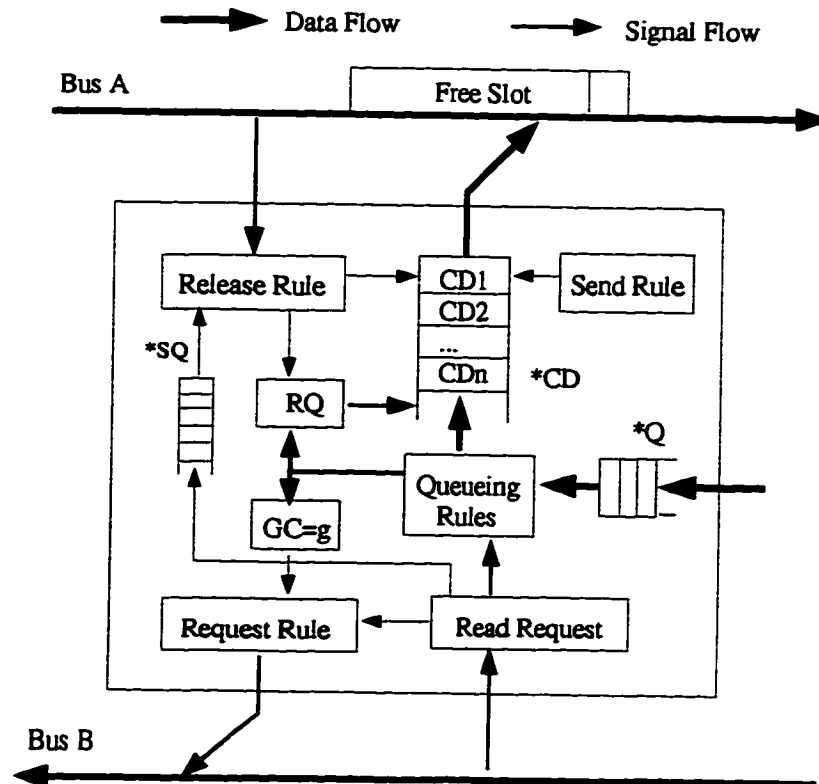 Data Flow
Signal Flow
Bus A
Free Slot
Release Rule
CD1
Send Rule
CD2
...
*SQ
CDn
*CD
RQ
*Q
Queueing
Rules
GC=g
Request Rule
Read Request
Bus B